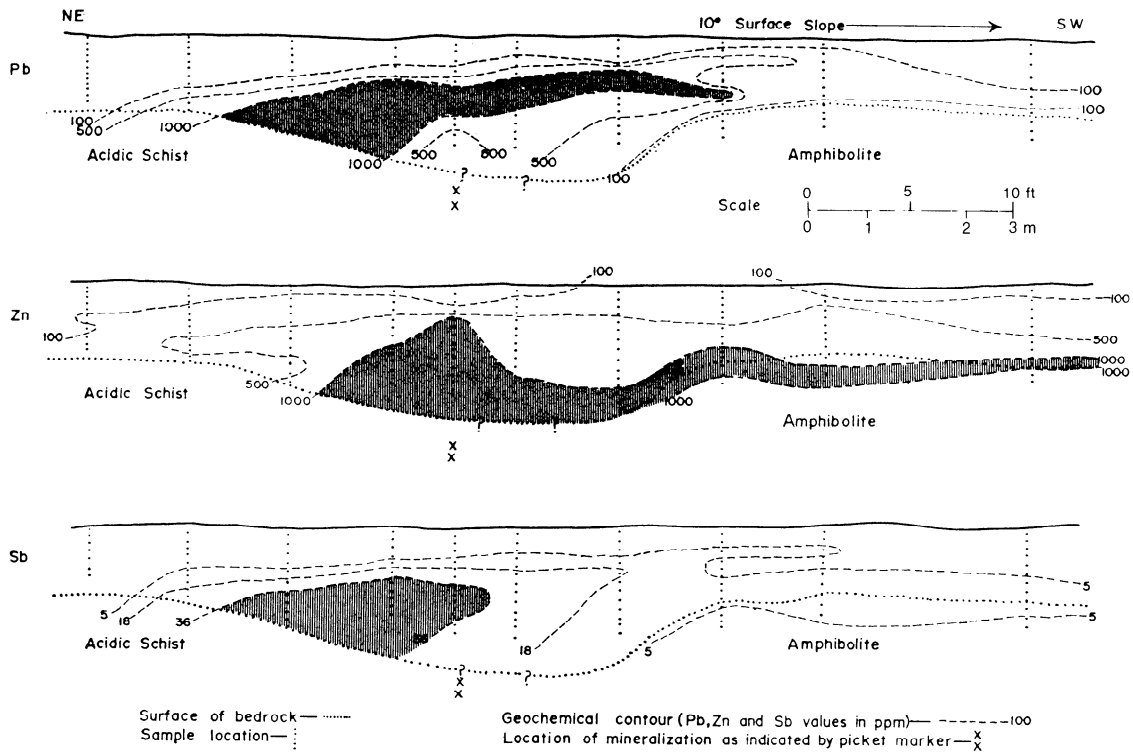 NE
10° Surface Slope
SW
Pb
100
500
1000
Acidic Schist
1000
500
500
500
100
100
100
?
?
X
X
Amphibolite
Scale
0 5 10 ft
0 1 2 3 m
Zn
100
100
100
100
500
500
1000
1000
1000
1000
Acidic Schist
?
?
X
X
Amphibolite
Sb
5
18
36
Acidic Schist
18
5
5
5
?
?
X
X
Amphibolite
Surface of bedrock
Sample location
Geochemical contour (Pb, Zn and Sb values in ppm) 100
Location of mineralization as indicated by picket marker X
X